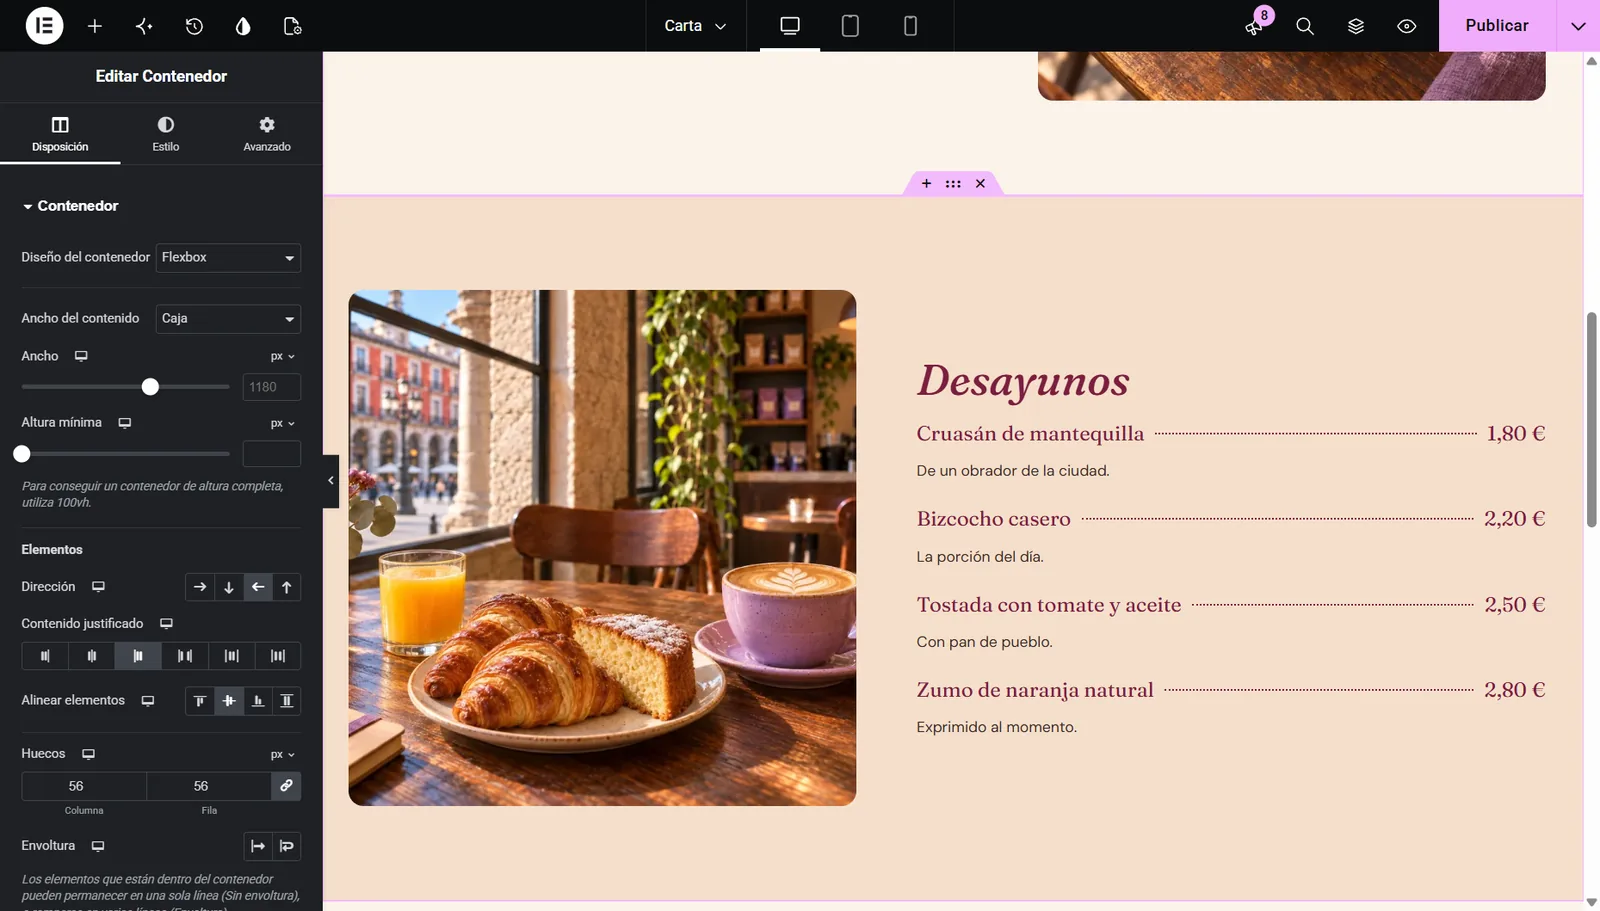 Carta
8
Publicar
Editar Contenedor
Disposición
Estilo
Avanzado
Contenedor
Diseño del contenedor
Flexbox
Ancho del contenido
Caja
Ancho
px
1180
Altura mínima
px
Para conseguir un contenedor de altura completa,
utiliza 100vh.
Elementos
Dirección
Contenido justificado
Alinear elementos
Huecos
px
56
56
Columna
Fila
Envoltura
Los elementos que están dentro del contenedor
pueden permanecer en una sola línea (Sin envoltura),
Desayunos
Cruasán de mantequilla 1,80 €
De un obrador de la ciudad.
Bizcocho casero 2,20 €
La porción del día.
Tostada con tomate y aceite 2,50 €
Con pan de pueblo.
Zumo de naranja natural 2,80 €
Exprimido al momento.